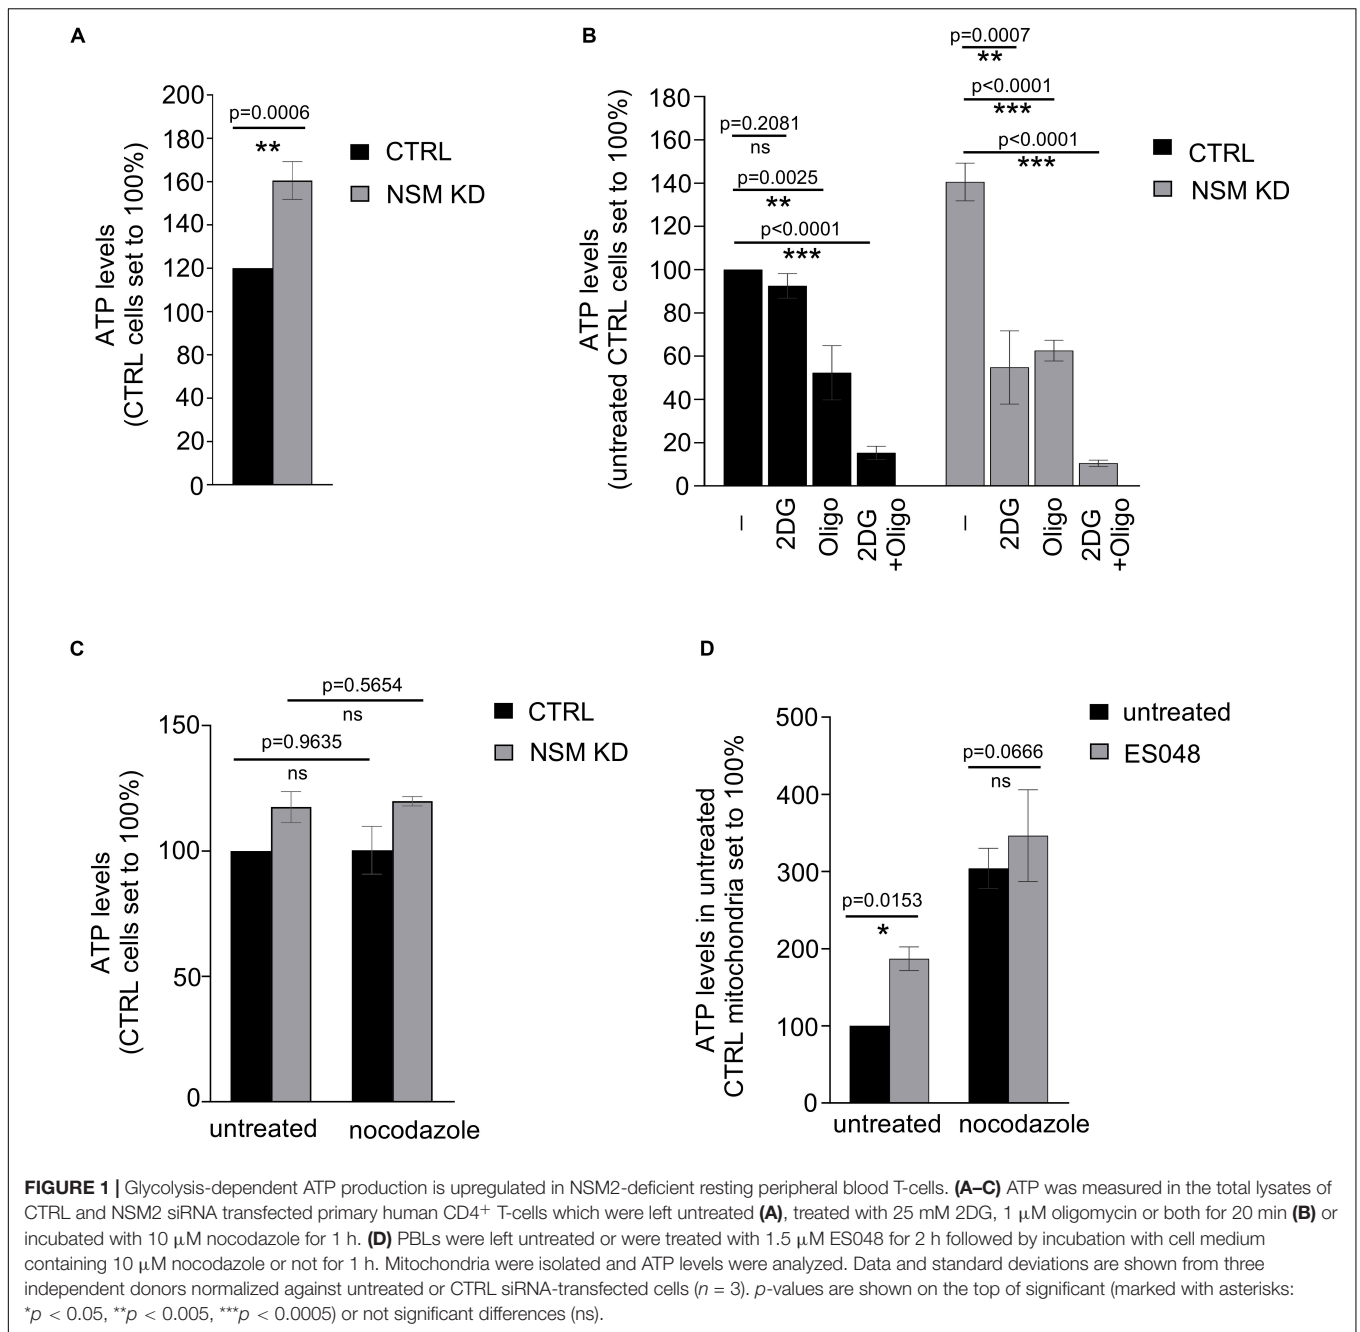 A
ATP levels
(CTRL cells set to 100%)
200
180
160
140
120
100
80
40
20
0
p=0.0006
**
CTRL
NSM KD
B
ATP levels
(untreated CTRL cells set to 100%)
180
160
140
120
100
80
60
40
20
0
p=0.2081
ns
p=0.0025
**
p<0.0001
***
p=0.0007
**
p<0.0001
***
p<0.0001
***
CTRL
NSM KD
–
2DG
Oligo
2DG
+Oligo
–
2DG
Oligo
2DG
+Oligo
C
ATP levels
(CTRL cells set to 100%)
150
100
50
0
p=0.5654
ns
p=0.9635
ns
CTRL
NSM KD
untreated
nocodazole
D
ATP levels in untreated
CTRL mitochondria set to 100%
500
400
300
200
100
0
p=0.0153
*
p=0.0666
ns
untreated
ES048
untreated
nocodazole
FIGURE 1 | Glycolysis-dependent ATP production is upregulated in NSM2-deficient resting peripheral blood T-cells. (A–C) ATP was measured in the total lysates of
CTRL and NSM2 siRNA transfected primary human CD4+ T-cells which were left untreated (A), treated with 25 mM 2DG, 1 μM oligomycin or both for 20 min (B) or
incubated with 10 μM nocodazole for 1 h. (D) PBLs were left untreated or were treated with 1.5 μM ES048 for 2 h followed by incubation with cell medium
containing 10 μM nocodazole or not for 1 h. Mitochondria were isolated and ATP levels were analyzed. Data and standard deviations are shown from three
independent donors normalized against untreated or CTRL siRNA-transfected cells (n = 3). p-values are shown on the top of significant (marked with asterisks:
*p < 0.05, **p < 0.005, ***p < 0.0005) or not significant differences (ns).